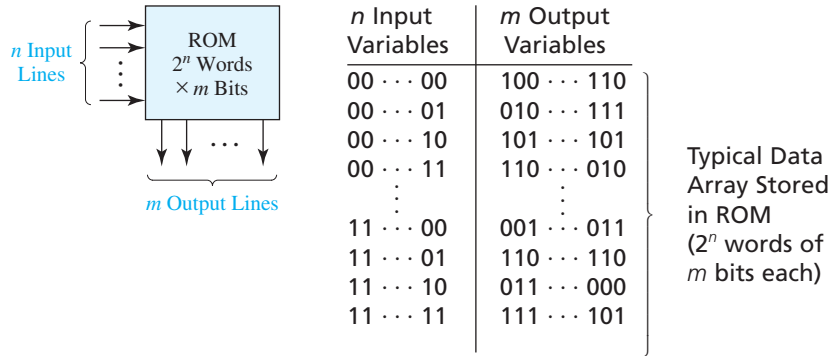 n Input
Lines
ROM
2ⁿ Words
× m Bits
...
m Output Lines
n Input Variables | m Output Variables
00 ··· 00 | 100 ··· 110
00 ··· 01 | 010 ··· 111
00 ··· 10 | 101 ··· 101
00 ··· 11 | 110 ··· 010
⋮ | ⋮
11 ··· 00 | 001 ··· 011
11 ··· 01 | 110 ··· 110
11 ··· 10 | 011 ··· 000
11 ··· 11 | 111 ··· 101
Typical Data
Array Stored
in ROM
(2ⁿ words of
m bits each)